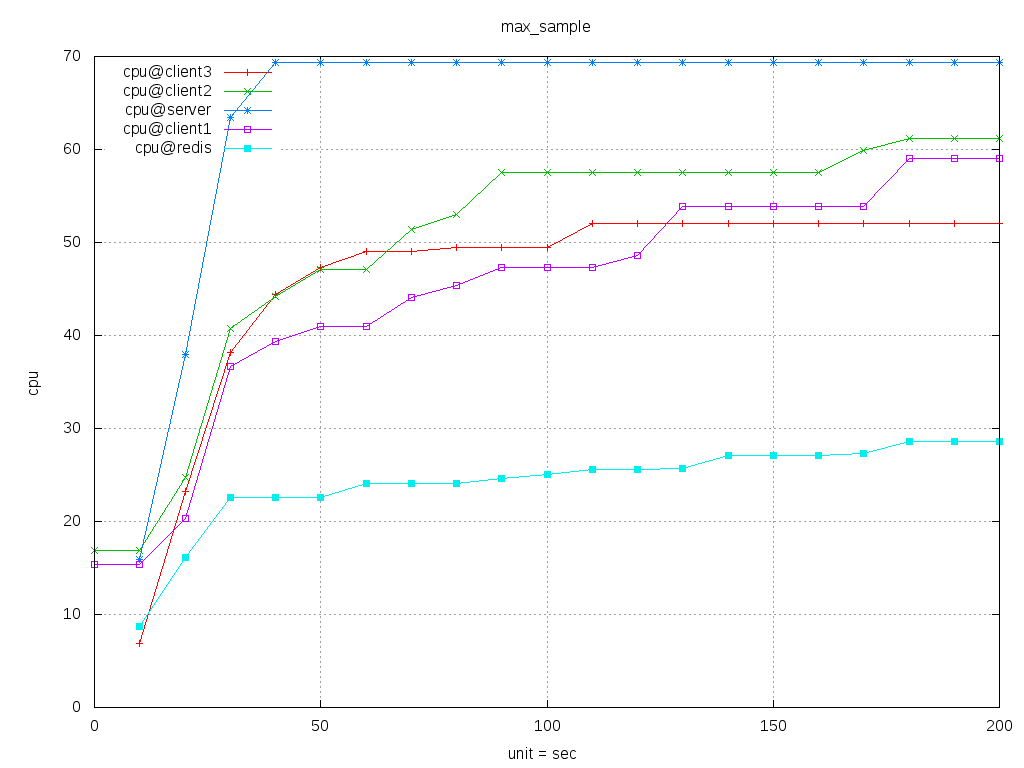 max_sample
70
60
50
40
30
20
10
0
cpu
cpu@client3
cpu@client2
cpu@server
cpu@client1
cpu@redis
0 50 100 150 200
unit = sec